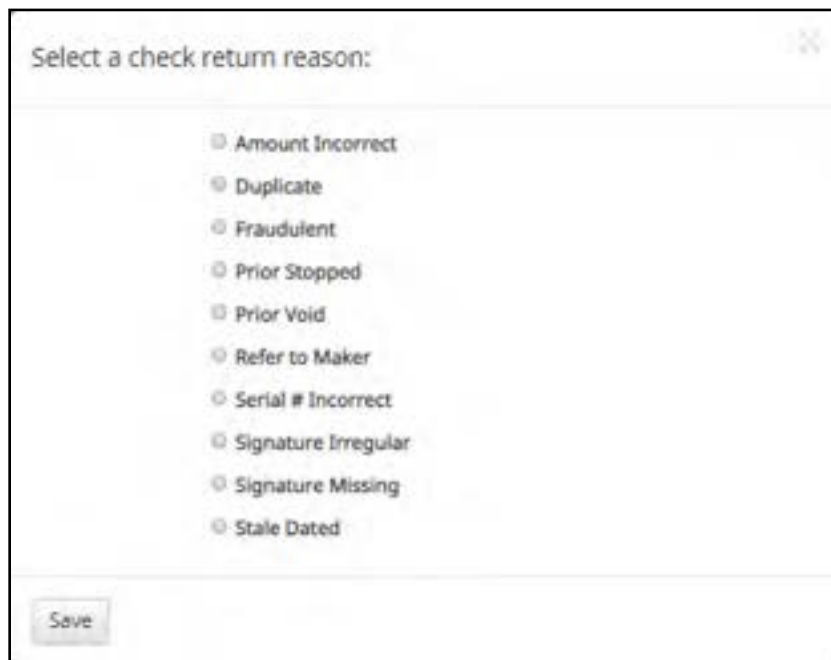 Select a check return reason:
Amount Incorrect
Duplicate
Fraudulent
Prior Stopped
Prior Void
Refer to Maker
Serial # Incorrect
Signature Irregular
Signature Missing
Stale Dated
Save